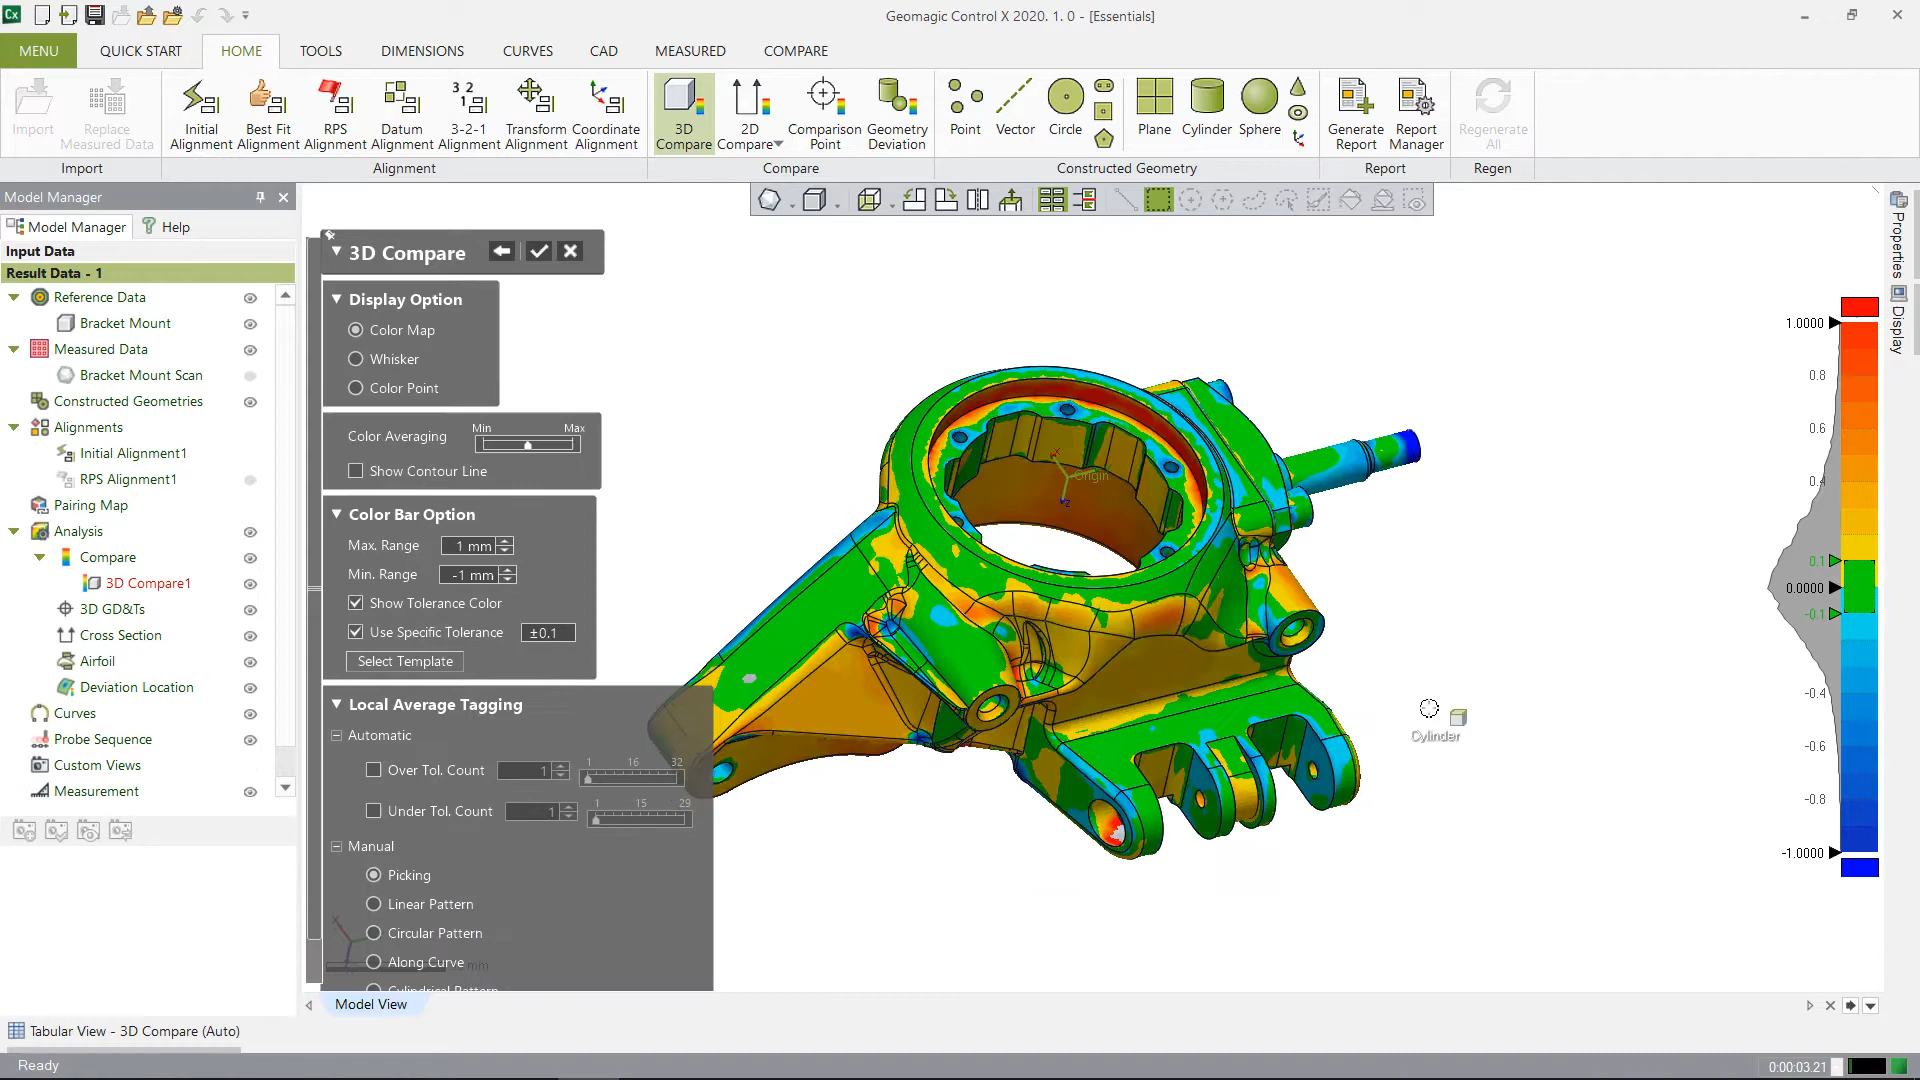 Cx
Geomagic Control X 2020. 1. 0 - [Essentials]
MENU QUICK START HOME TOOLS DIMENSIONS CURVES CAD MEASURED COMPARE
Import
Replace Measured Data
Initial Alignment
Best Fit Alignment
RPS Alignment
Datum Alignment
3 2 1
3-2-1 Alignment
Transform Alignment
Coordinate Alignment
3D Compare
2D Compare
Comparison Point
Geometry Deviation
Point
Vector
Circle
Plane
Cylinder
Sphere
Generate Report
Report Manager
Regenerate All
Import Alignment Compare Constructed Geometry Report Regen
Model Manager
Model Manager Help
Input Data
Result Data - 1
Reference Data
Bracket Mount
Measured Data
Bracket Mount Scan
Constructed Geometries
Alignments
Initial Alignment1
RPS Alignment1
Pairing Map
Analysis
Compare
3D Compare1
3D GD&Ts
Cross Section
Airfoil
Deviation Location
Curves
Probe Sequence
Custom Views
Measurement
3D Compare
Display Option
Color Map
Whisker
Color Point
Color Averaging Min Max
Show Contour Line
Color Bar Option
Max. Range 1 mm
Min. Range -1 mm
Show Tolerance Color
Use Specific Tolerance ±0.1
Select Template
Local Average Tagging
Automatic
Over Tol. Count 1 1 16 32
Under Tol. Count 1 1 15 29
Manual
Picking
Linear Pattern
Circular Pattern
Along Curve
mm
Cylindrical Pattern
X
Origin
Z
Cylinder
1.0000
0.8
0.6
0.4
0.1
0.0000
-0.1
-0.4
-0.6
-0.8
-1.0000
Properties
Display
Model View
Tabular View - 3D Compare (Auto)
Ready
0:00:03.21